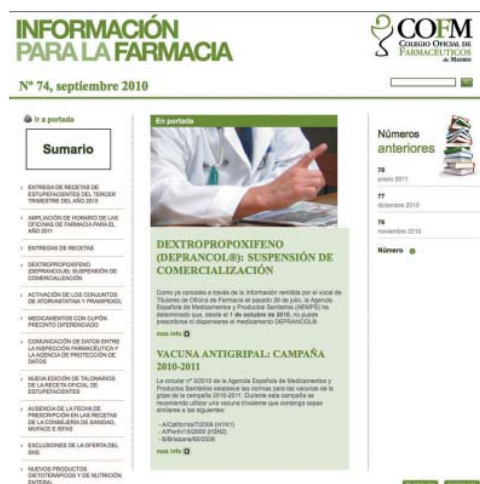 INFORMACIÓN
PARA LA FARMACIA
COFM
COLEGIO OFICIAL DE
FARMACÉUTICOS
de MADRID
Nº 74, septiembre 2010
Ir a portada
Sumario
ENTREGA DE RECETAS DE
ESTUPEFACIENTES DEL TERCER
TRIMESTRE DEL AÑO 2010
AMPLIACIÓN DE HORARIO DE LAS
OFICINAS DE FARMACIA PARA EL
AÑO 2011
ENTREGAS DE RECETAS
DEXTROPROPOXIFENO
(DEPRANCOL®): SUSPENSIÓN DE
COMERCIALIZACIÓN
ACTIVACIÓN DE LOS CONJUNTOS
DE ATORVASTATINA Y PRAMIPEXOL
MEDICAMENTOS CON CUPÓN
PRECINTO DIFERENCIADO
COMUNICACIÓN DE DATOS ENTRE
LA INSPECCIÓN FARMACÉUTICA Y
LA AGENCIA DE PROTECCIÓN DE
DATOS
NUEVA EDICIÓN DE TALONARIOS
DE LA RECETA OFICIAL DE
ESTUPEFACIENTES
AUSENCIA DE LA FECHA DE
PRESCRIPCIÓN EN LAS RECETAS
DE LA CONSEJERÍA DE SANIDAD,
MUFACE E ISFAS
EXCLUSIONES DE LA OFERTA DEL
SNS
NUEVOS PRODUCTOS
DIETOTERÁPICOS Y DE NUTRICIÓN
ENTERAL
En portada
DEXTROPROPOXIFENO
(DEPRANCOL®): SUSPENSIÓN DE
COMERCIALIZACIÓN
Como ya conocéis a través de la información remitida por el vocal de
Titulares de Oficina de Farmacia el pasado 26 de julio, la Agencia
Española de Medicamentos y Productos Sanitarios (AEMPS) ha
determinado que, desde el 1 de octubre de 2010, no puede
prescribirse ni dispensarse el medicamento DEPRANCOL®.
mas info
VACUNA ANTIGRIPAL: CAMPAÑA
2010-2011
La circular nº 3/2010 de la Agencia Española de Medicamentos y
Productos Sanitarios establece las normas para las vacunas de la
gripe de la campaña 2010-2011. Durante esta campaña se
recomienda utilizar una vacuna trivalente que contenga cepas
similares a las siguientes:
- A/California/7/2009 (H1N1)
- A/Perth/16/2009 (H3N2)
- B/Brisbane/60/2008
mas info
Números
anteriores
78
enero 2011
77
diciembre 2010
76
noviembre 2010
Número